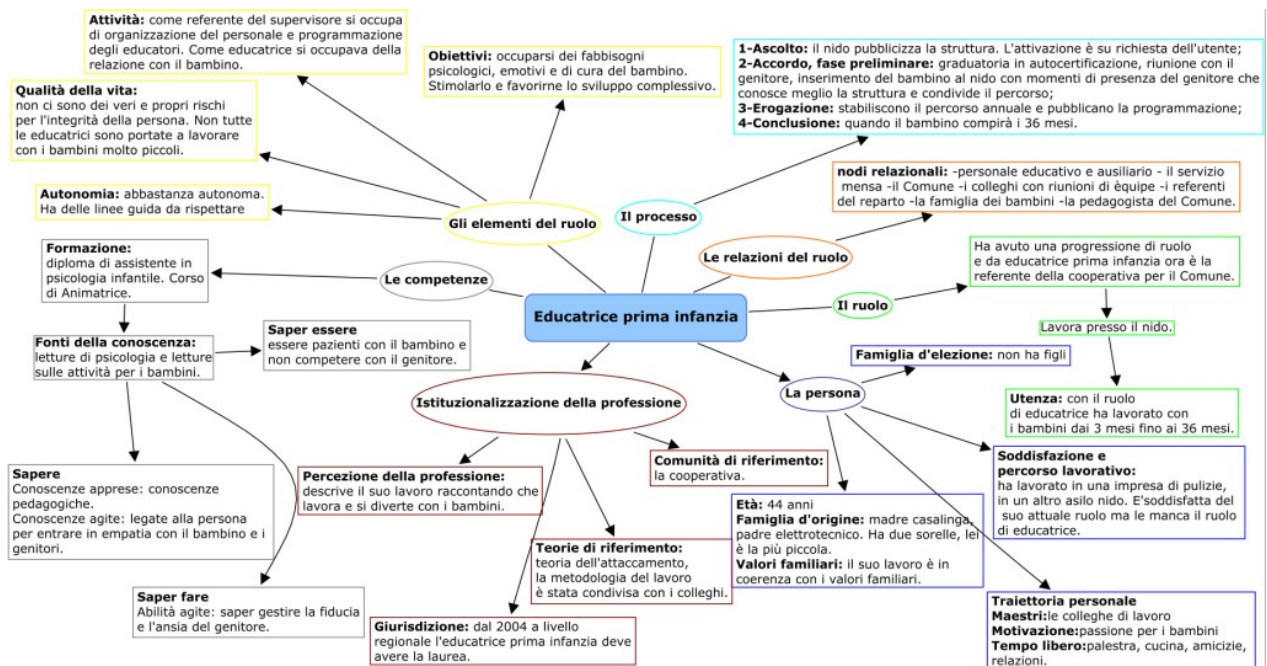 Attività: come referente del supervisore si occupa
di organizzazione del personale e programmazione
degli educatori. Come educatrice si occupava della
relazione con il bambino.
Obiettivi: occuparsi dei fabbisogni
psicologici, emotivi e di cura del bambino.
Stimolarlo e favorirne lo sviluppo complessivo.
1-Ascolto: il nido pubblicizza la struttura. L'attivazione è su richiesta dell'utente;
2-Accordo, fase preliminare: graduatoria in autocertificazione, riunione con il
genitore, inserimento del bambino al nido con momenti di presenza del genitore che
conosce meglio la struttura e condivide il percorso;
3-Erogazione: stabiliscono il percorso annuale e pubblicano la programmazione;
4-Conclusione: quando il bambino compirà i 36 mesi.
Qualità della vita:
non ci sono dei veri e propri rischi
per l'integrità della persona. Non tutte
le educatrici sono portate a lavorare
con i bambini molto piccoli.
nodi relazionali: -personale educativo e ausiliario - il servizio
mensa -il Comune -i colleghi con riunioni di èquipe -i referenti
del reparto -la famiglia dei bambini -la pedagogista del Comune.
Autonomia: abbastanza autonoma.
Ha delle linee guida da rispettare
Gli elementi del ruolo
Il processo
Le relazioni del ruolo
Formazione:
diploma di assistente in
psicologia infantile. Corso
di Animatrice.
Le competenze
Ha avuto una progressione di ruolo
e da educatrice prima infanzia ora è la
referente della cooperativa per il Comune.
Il ruolo
Educatrice prima infanzia
Lavora presso il nido.
Fonti della conoscenza:
letture di psicologia e letture
sulle attività per i bambini.
Saper essere
essere pazienti con il bambino e
non competere con il genitore.
Famiglia d'elezione: non ha figli
La persona
Utenza: con il ruolo
di educatrice ha lavorato con
i bambini dai 3 mesi fino ai 36 mesi.
Istituzionalizzazione della professione
Sapere
Conoscenze apprese: conoscenze
pedagogiche.
Conoscenze agite: legate alla persona
per entrare in empatia con il bambino e i
genitori.
Percezione della professione:
descrive il suo lavoro raccontando che
lavora e si diverte con i bambini.
Comunità di riferimento:
la cooperativa.
Soddisfazione e
percorso lavorativo:
ha lavorato in una impresa di pulizie,
in un altro asilo nido. E'soddisfatta del
suo attuale ruolo ma le manca il ruolo
di educatrice.
Età: 44 anni
Famiglia d'origine: madre casalinga,
padre elettrotecnico. Ha due sorelle, lei
è la più piccola.
Valori familiari: il suo lavoro è in
coerenza con i valori familiari.
Teorie di riferimento:
teoria dell'attaccamento,
la metodologia del lavoro
è stata condivisa con i colleghi.
Saper fare
Abilità agite: saper gestire la fiducia
e l'ansia del genitore.
Giurisdizione: dal 2004 a livello
regionale l'educatrice prima infanzia deve
avere la laurea.
Traiettoria personale
Maestri:le colleghe di lavoro
Motivazione:passione per i bambini
Tempo libero:palestra, cucina, amicizie,
relazioni.